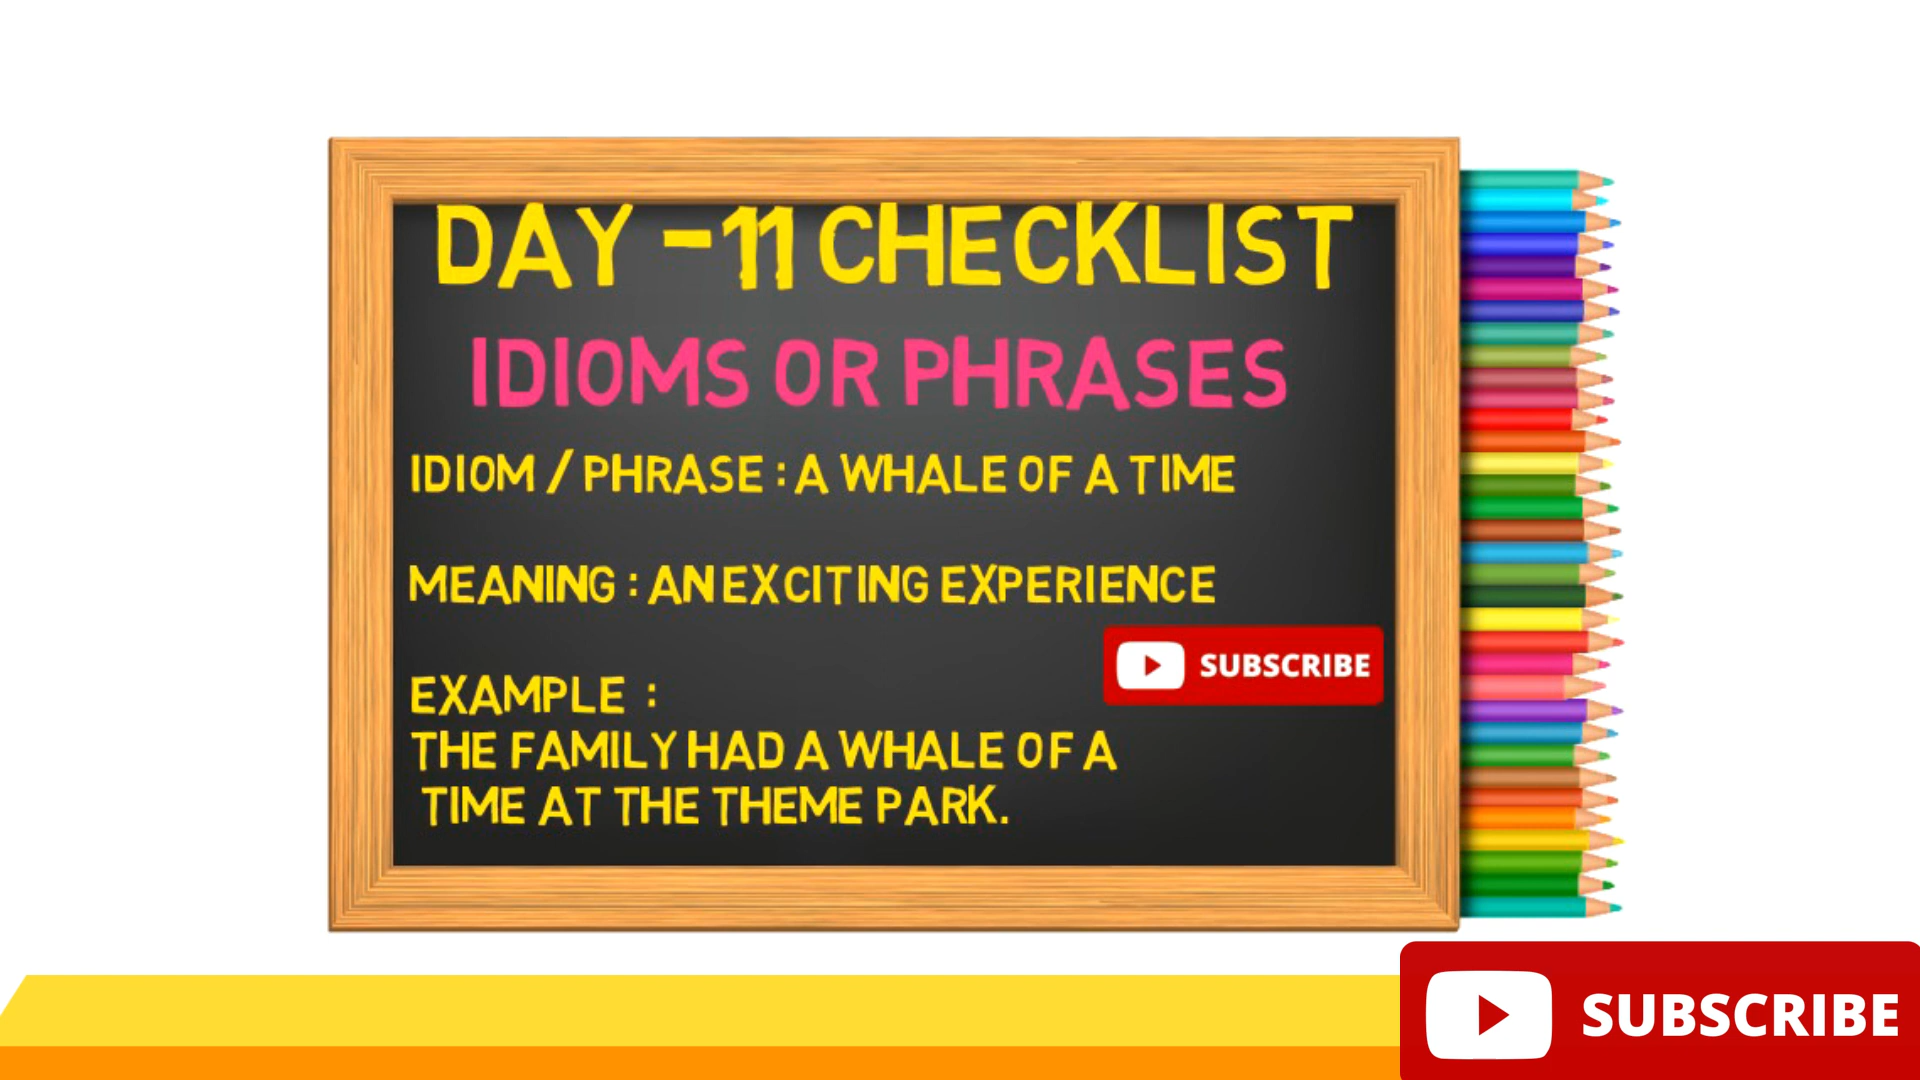 DAY -11 CHECKLIST
IDIOMS OR PHRASES
IDIOM / PHRASE : A WHALE OF A TIME
MEANING : AN EXCITING EXPERIENCE
SUBSCRIBE
EXAMPLE :
THE FAMILY HAD A WHALE OF A
TIME AT THE THEME PARK.
SUBSCRIBE